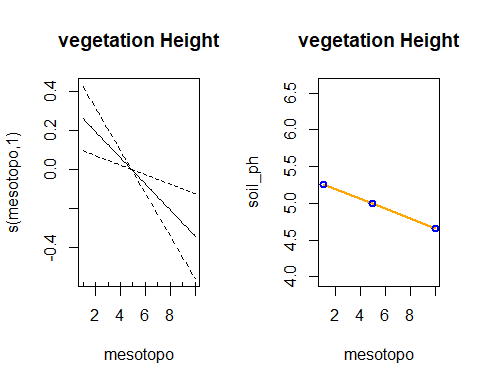 vegetation Height
s(mesotopo,1)
-0.4 0.0 0.2 0.4
2 4 6 8
mesotopo
vegetation Height
soil_ph
4.0 4.5 5.0 5.5 6.0 6.5
2 4 6 8
mesotopo